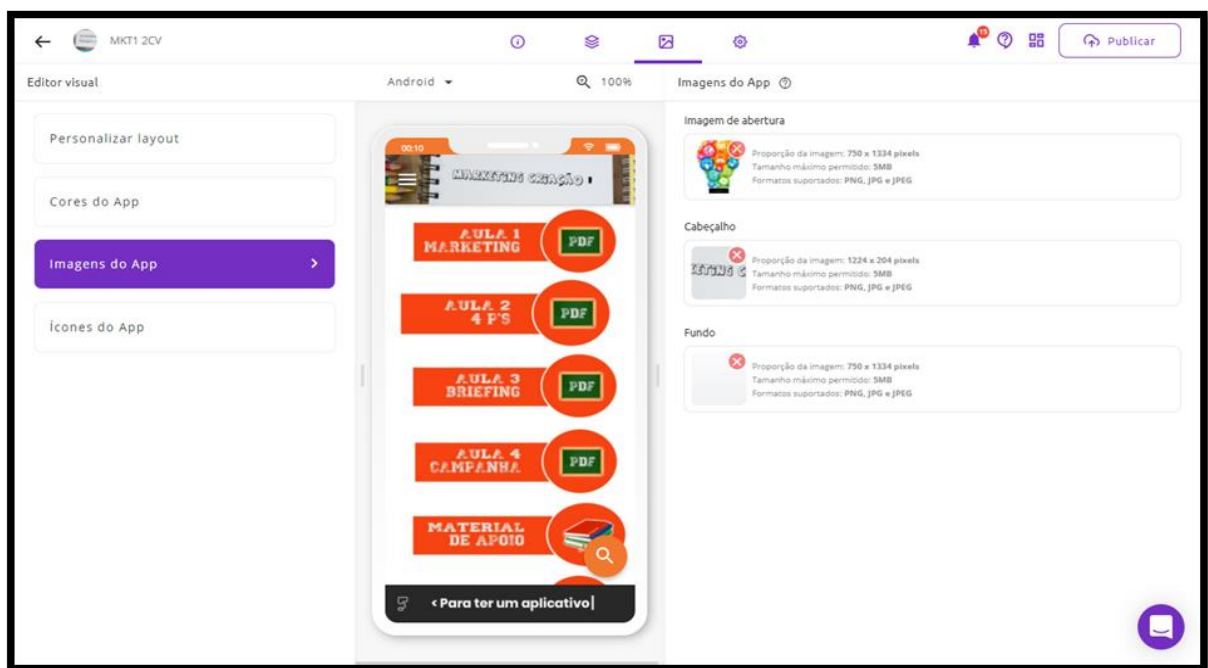 MKT1 2CV
15
Publicar
Editor visual
Android
100%
Imagens do App
Personalizar layout
Cores do App
Imagens do App
Ícones do App
00:10
MARKETING CRIAÇÃO I
AULA 1
MARKETING
PDF
AULA 2
4 P'S
PDF
AULA 3
BRIEFING
PDF
AULA 4
CAMPANHA
PDF
MATERIAL
DE APOIO
< Para ter um aplicativo|
Imagem de abertura
Proporção da imagem: 750 x 1334 pixels
Tamanho máximo permitido: 5MB
Formatos suportados: PNG, JPG e JPEG
Cabeçalho
KETING C
Proporção da imagem: 1224 x 204 pixels
Tamanho máximo permitido: 5MB
Formatos suportados: PNG, JPG e JPEG
Fundo
Proporção da imagem: 750 x 1334 pixels
Tamanho máximo permitido: 5MB
Formatos suportados: PNG, JPG e JPEG